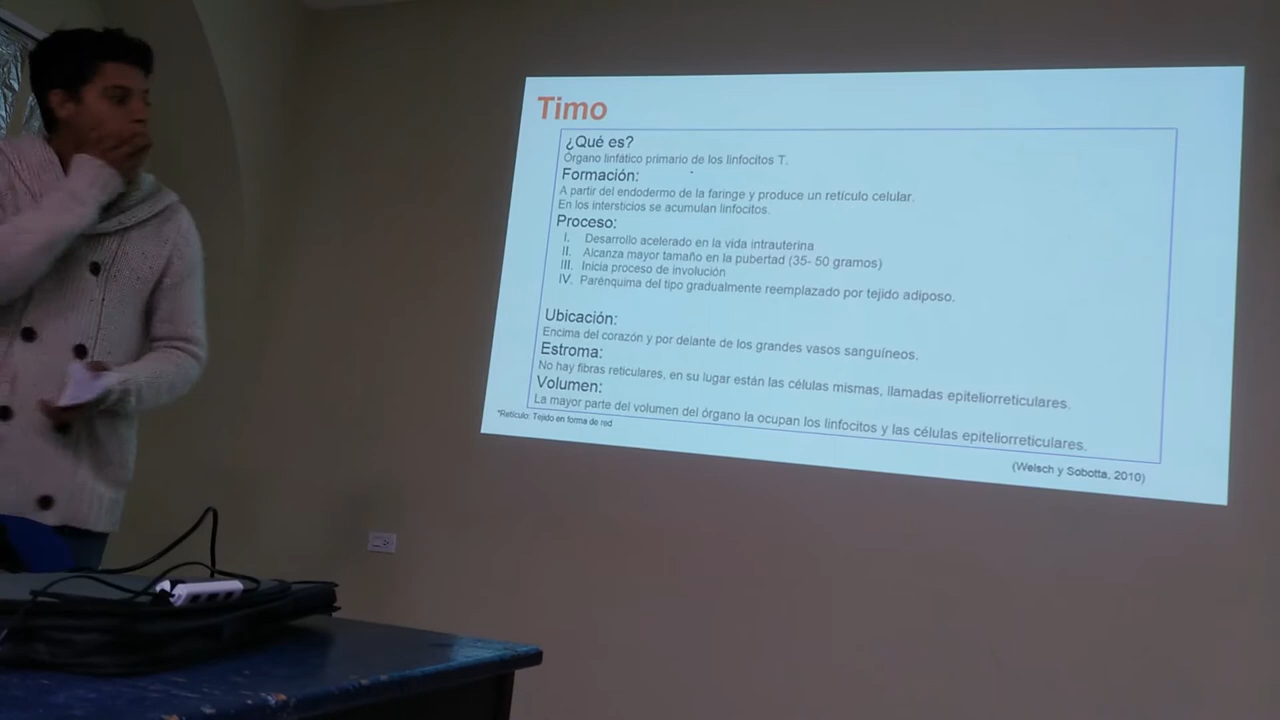 Timo
¿Qué es?
Órgano linfático primario de los linfocitos T.
Formación:
A partir del endodermo de la faringe y produce un retículo celular.
En los intersticios se acumulan linfocitos.
Proceso:
I. Desarrollo acelerado en la vida intrauterina
II. Alcanza mayor tamaño en la pubertad (35- 50 gramos)
III. Inicia proceso de involución
IV. Parénquima del tipo gradualmente reemplazado por tejido adiposo.
Ubicación:
Encima del corazón y por delante de los grandes vasos sanguíneos.
Estroma:
No hay fibras reticulares, en su lugar están las células mismas, llamadas epiteliorreticulares.
Volumen:
La mayor parte del volumen del órgano la ocupan los linfocitos y las células epiteliorreticulares.
*Retículo: Tejido en forma de red
(Welsch y Sobotta, 2010)